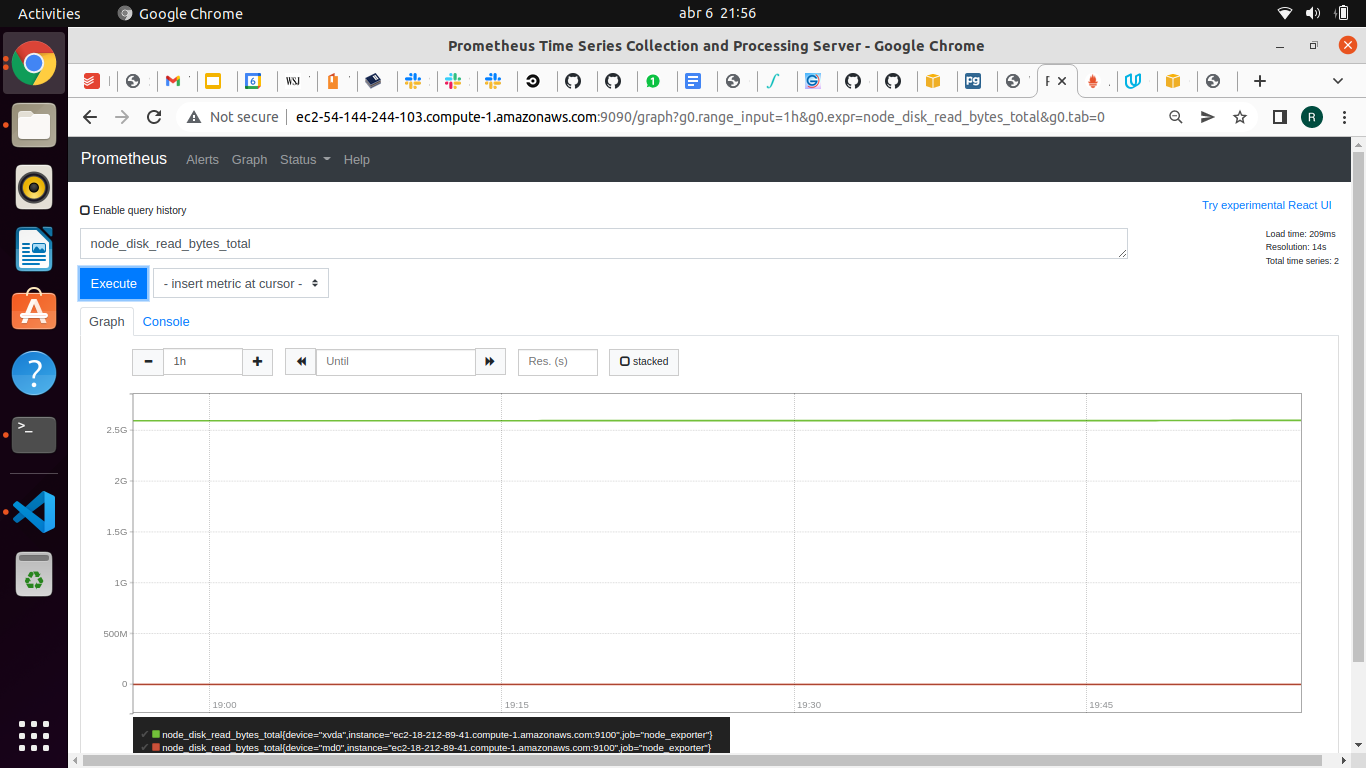 Activities
Google Chrome
abr 6 21:56
Prometheus Time Series Collection and Processing Server - Google Chrome
Not secure
ec2-54-144-244-103.compute-1.amazonaws.com:9090/graph?g0.range_input=1h&g0.expr=node_disk_read_bytes_total&g0.tab=0
R
Prometheus
Alerts
Graph
Status
Help
Enable query history
Try experimental React UI
node_disk_read_bytes_total
Load time: 209ms
Resolution: 14s
Total time series: 2
Execute
- insert metric at cursor -
Graph
Console
1h
Until
Res. (s)
stacked
2.5G
2G
1.5G
1G
500M
0
19:00
19:15
19:30
19:45
node_disk_read_bytes_total{device="xvda",instance="ec2-18-212-89-41.compute-1.amazonaws.com:9100",job="node_exporter"}
node_disk_read_bytes_total{device="md0",instance="ec2-18-212-89-41.compute-1.amazonaws.com:9100",job="node_exporter"}